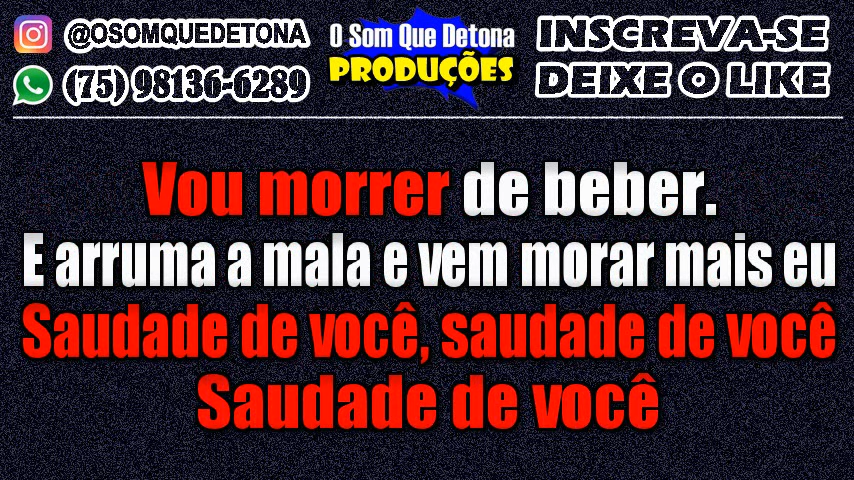 @OSOMQUEDETONA
(75) 98136-6289
O Som Que Detona
PRODUÇÕES
INSCREVA-SE
DEIXE O LIKE
Vou morrer de beber.
E arruma a mala e vem morar mais eu
Saudade de você, saudade de você
Saudade de você